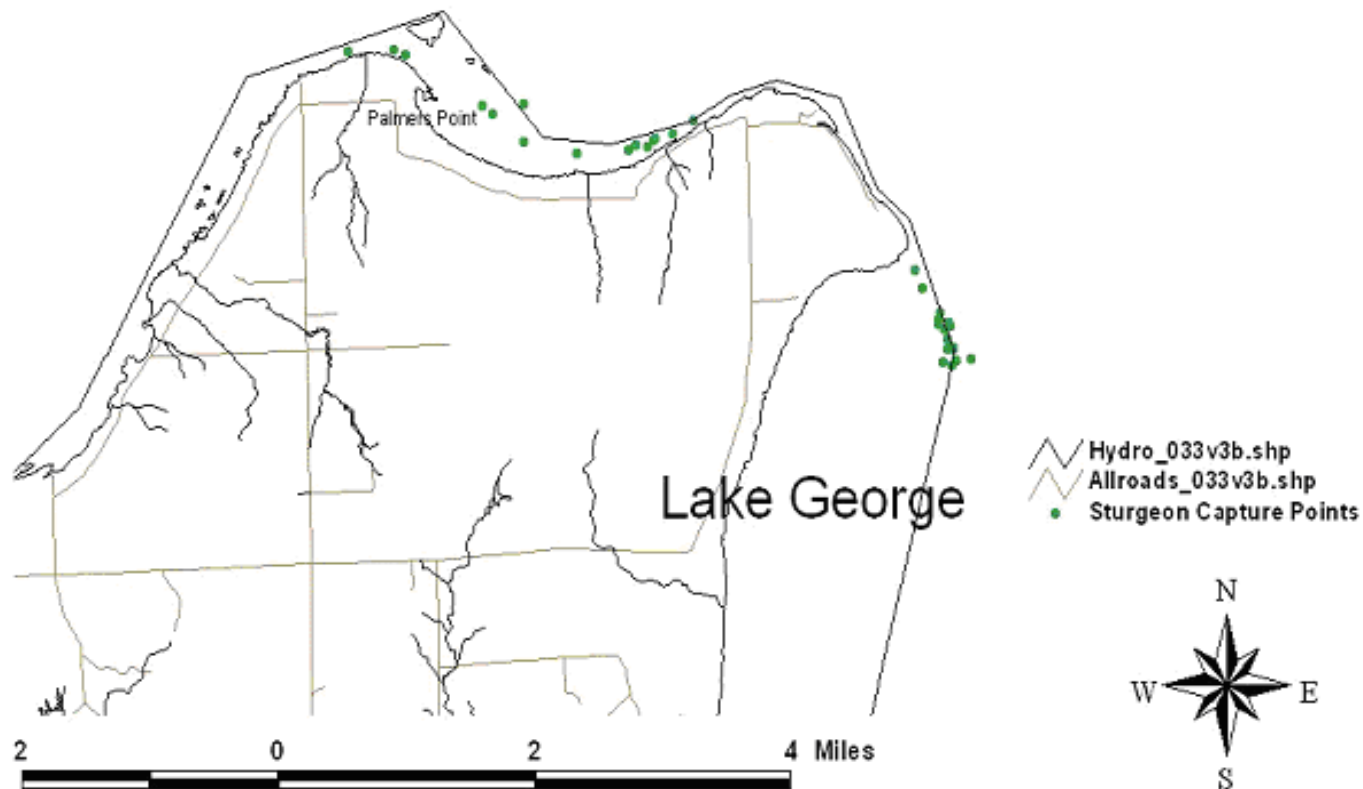 Palmers Point
Lake George
Hydro_033v3b.shp
Allroads_033v3b.shp
Sturgeon Capture Points
N
W E
S
2 0 2 4 Miles